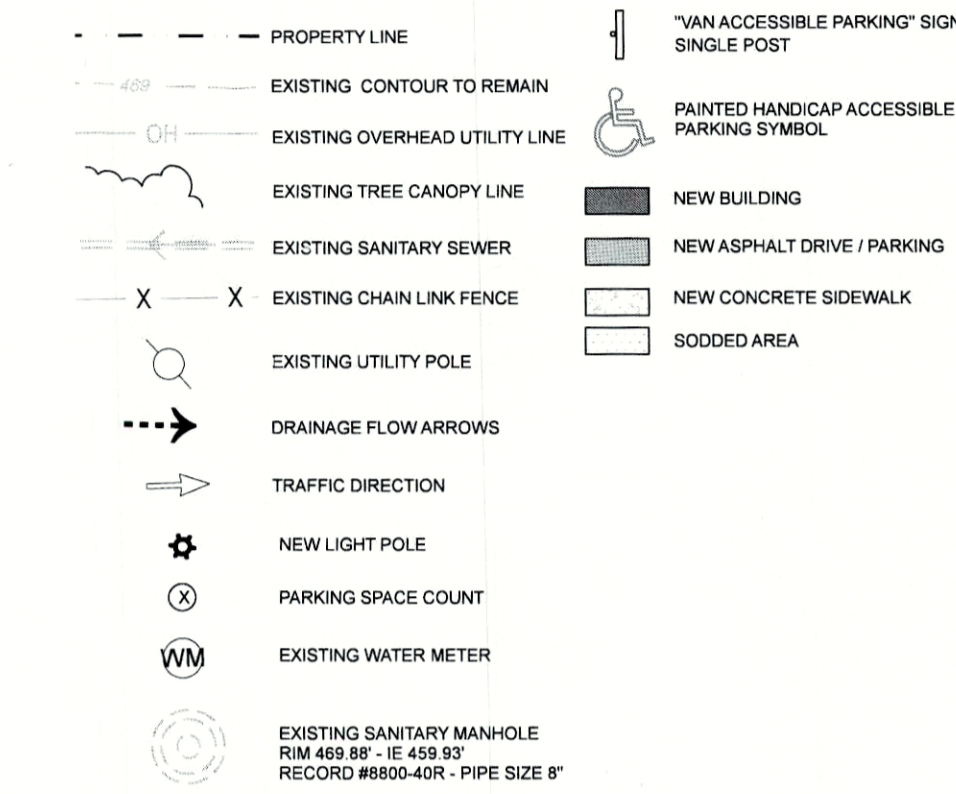 PROPERTY LINE
469
EXISTING CONTOUR TO REMAIN
OH
EXISTING OVERHEAD UTILITY LINE
EXISTING TREE CANOPY LINE
EXISTING SANITARY SEWER
X X
EXISTING CHAIN LINK FENCE
EXISTING UTILITY POLE
DRAINAGE FLOW ARROWS
TRAFFIC DIRECTION
NEW LIGHT POLE
X
PARKING SPACE COUNT
WM
EXISTING WATER METER
EXISTING SANITARY MANHOLE
RIM 469.88' - IE 459.93'
RECORD #8800-40R - PIPE SIZE 8"
"VAN ACCESSIBLE PARKING" SIGN
SINGLE POST
PAINTED HANDICAP ACCESSIBLE
PARKING SYMBOL
NEW BUILDING
NEW ASPHALT DRIVE / PARKING
NEW CONCRETE SIDEWALK
SODDED AREA